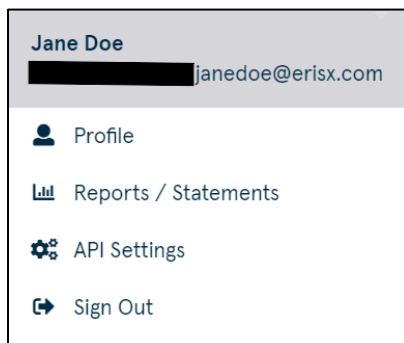 Jane Doe
janedoe@erisx.com
Profile
Reports / Statements
API Settings
Sign Out